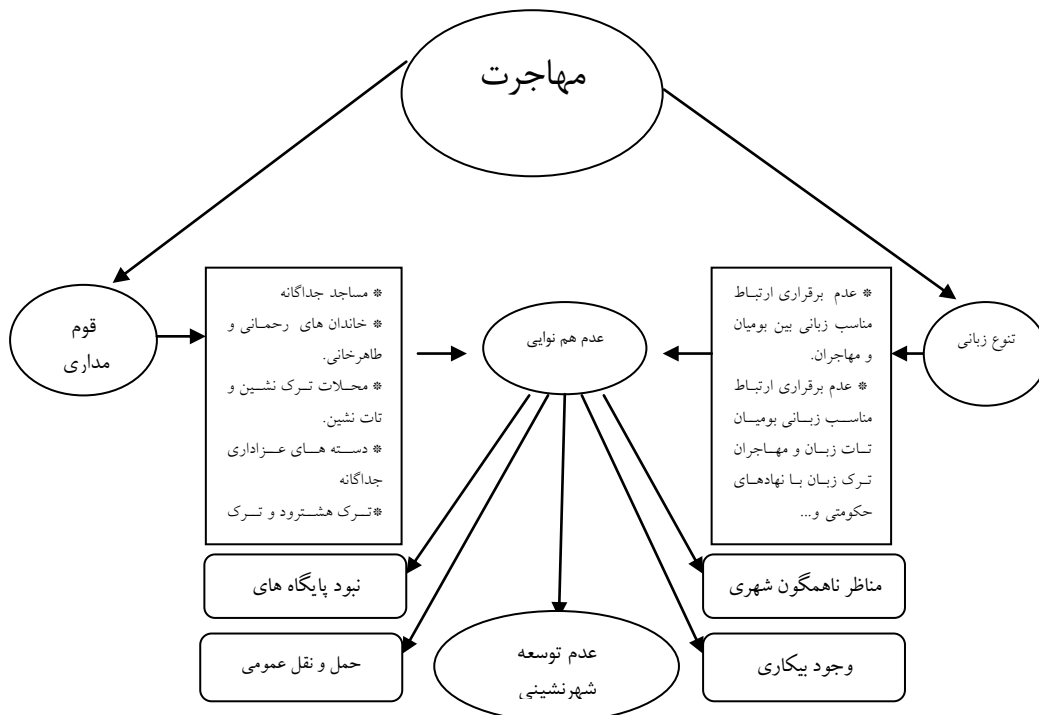 مهاجرت
قوم
مداری
* مساجد جداگانه
* خاندان های رحمانی و
طاهرخانی.
* محلات ترک نشین و
تات نشین.
* دسته های عزاداری
جداگانه
*ترک هشترود و ترک
عدم هم نوایی
* عدم برقراری ارتباط
مناسب زبانی بین بومیان
و مهاجران.
* عدم برقراری ارتباط
مناسب زبانی بومیان
تات زبان و مهاجران
ترک زبان با نهادهای
حکومتی و...
تنوع زبانی
نبود پایگاه های
مناظر ناهمگون شهری
حمل و نقل عمومی
عدم توسعه
شهرنشینی
وجود بیکاری